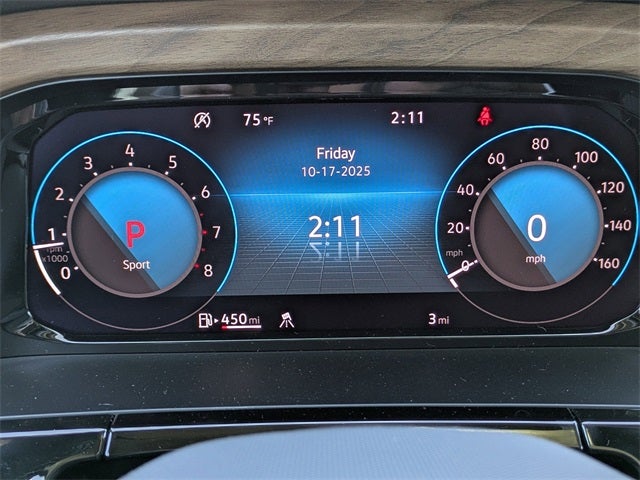 75 °F 2:11
Friday
10-17-2025
2:11
0 1 2 3 4 5 6 7 8
rpm
x1000
P
Sport
0 20 40 60 80 100 120 140 160
mph
0
mph
450 mi 3 mi